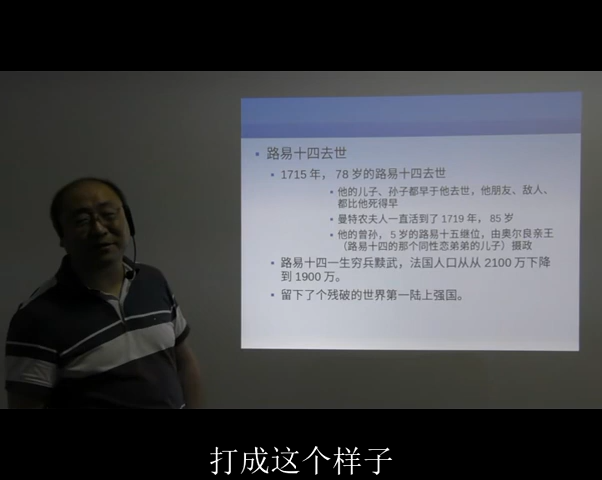 路易十四去世
1715 年， 78 岁的路易十四去世
他的儿子、孙子都早于他去世，他朋友、敌人、
都比他死得早
曼特农夫人一直活到了 1719 年， 85 岁
他的曾孙， 5 岁的路易十五继位，由奥尔良亲王
（路易十四的那个同性恋弟弟的儿子）摄政
路易十四一生穷兵黩武，法国人口从从 2100 万下降
到 1900 万。
留下了个残破的世界第一陆上强国。
打成这个样子